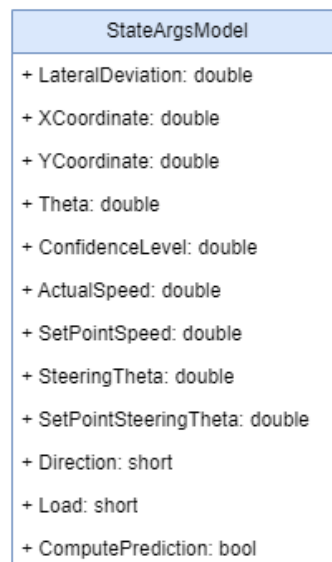 StateArgsModel
+ LateralDeviation: double
+ XCoordinate: double
+ YCoordinate: double
+ Theta: double
+ ConfidenceLevel: double
+ ActualSpeed: double
+ SetPointSpeed: double
+ SteeringTheta: double
+ SetPointSteeringTheta: double
+ Direction: short
+ Load: short
+ ComputePrediction: bool